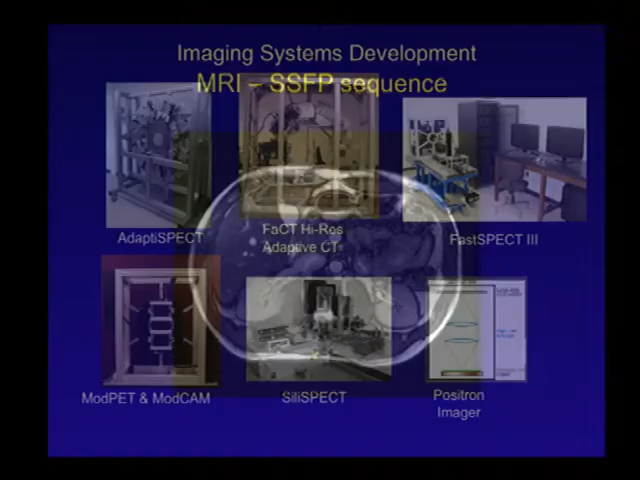 Imaging Systems Development
MRI – SSFP sequence
AdaptiSPECT
FaCT Hi-Res
Adaptive CT
FastSPECT III
ModPET & ModCAM
SiliSPECT
Positron
Imager